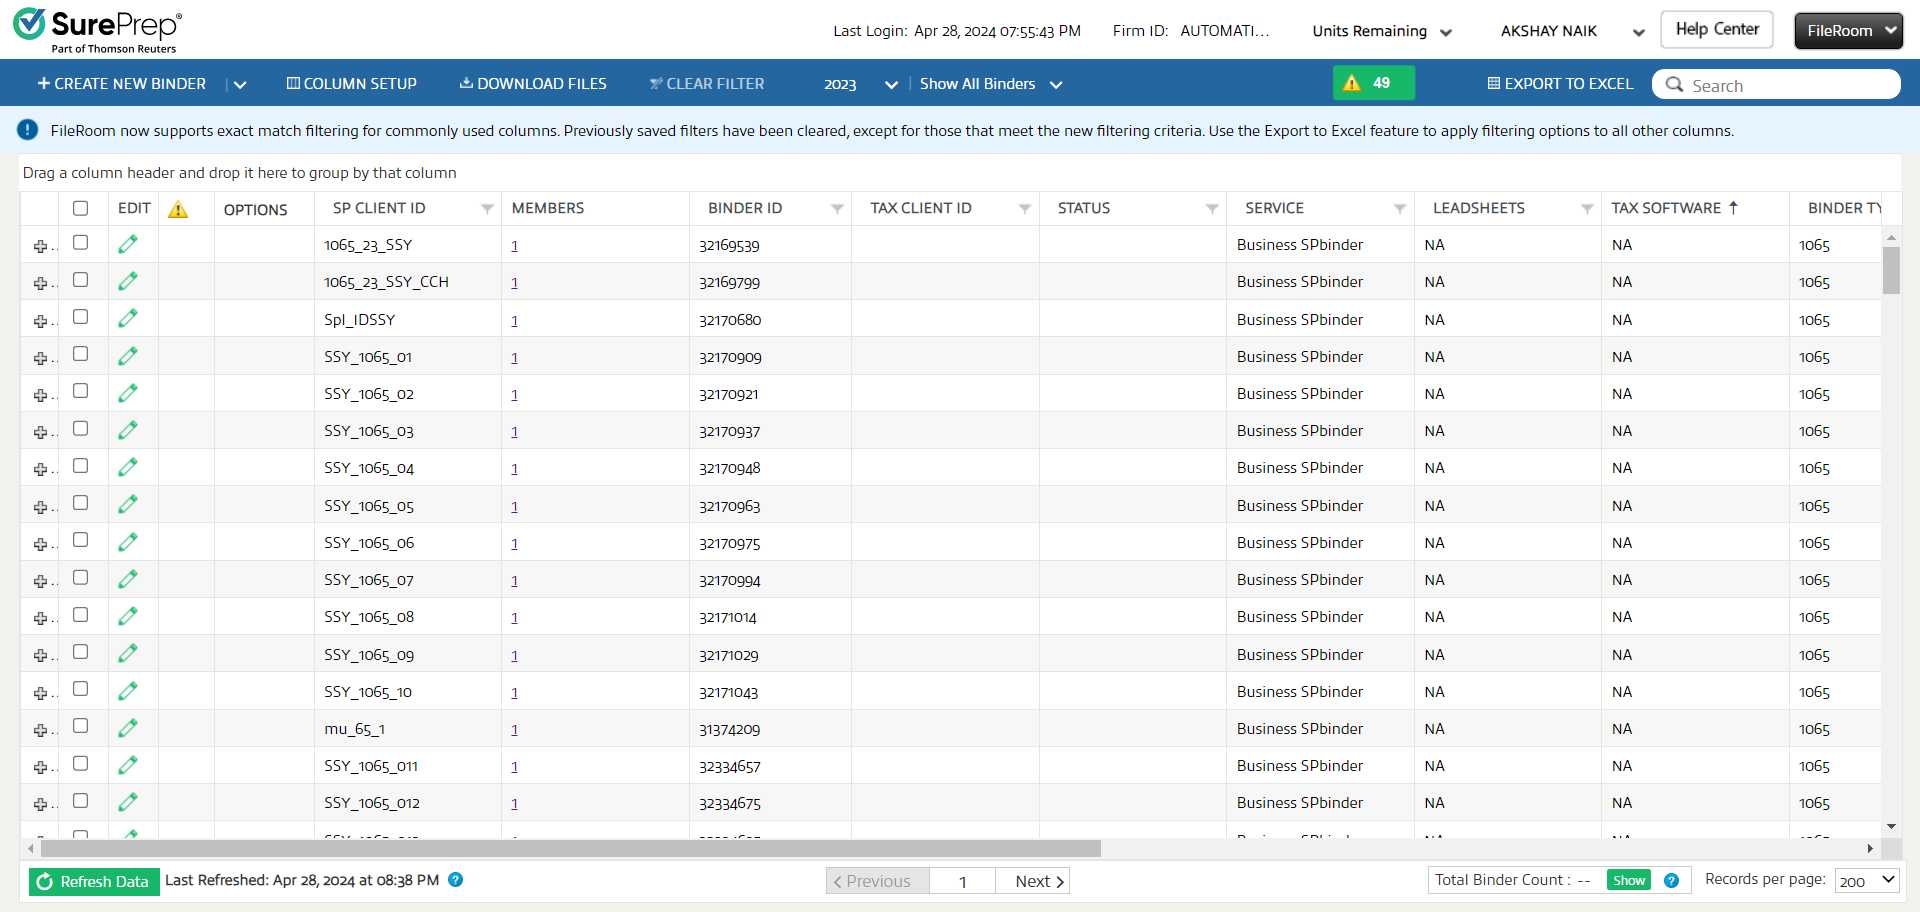 SurePrep®
Part of Thomson Reuters
Last Login: Apr 28, 2024 07:55:43 PM Firm ID: AUTOMATI... Units Remaining AKSHAY NAIK Help Center FileRoom
+ CREATE NEW BINDER COLUMN SETUP DOWNLOAD FILES CLEAR FILTER 2023 Show All Binders 49 EXPORT TO EXCEL Search
FileRoom now supports exact match filtering for commonly used columns. Previously saved filters have been cleared, except for those that meet the new filtering criteria. Use the Export to Excel feature to apply filtering options to all other columns.
Drag a column header and drop it here to group by that column
EDIT OPTIONS SP CLIENT ID MEMBERS BINDER ID TAX CLIENT ID STATUS SERVICE LEADSHEETS TAX SOFTWARE ↑ BINDER TY
1065_23_SSY 1 32169539 Business SPbinder NA NA 1065
1065_23_SSY_CCH 1 32169799 Business SPbinder NA NA 1065
Spl_IDSSY 1 32170680 Business SPbinder NA NA 1065
SSY_1065_01 1 32170909 Business SPbinder NA NA 1065
SSY_1065_02 1 32170921 Business SPbinder NA NA 1065
SSY_1065_03 1 32170937 Business SPbinder NA NA 1065
SSY_1065_04 1 32170948 Business SPbinder NA NA 1065
SSY_1065_05 1 32170963 Business SPbinder NA NA 1065
SSY_1065_06 1 32170975 Business SPbinder NA NA 1065
SSY_1065_07 1 32170994 Business SPbinder NA NA 1065
SSY_1065_08 1 32171014 Business SPbinder NA NA 1065
SSY_1065_09 1 32171029 Business SPbinder NA NA 1065
SSY_1065_10 1 32171043 Business SPbinder NA NA 1065
mu_65_1 1 31374209 Business SPbinder NA NA 1065
SSY_1065_011 1 32334657 Business SPbinder NA NA 1065
SSY_1065_012 1 32334675 Business SPbinder NA NA 1065
Refresh Data Last Refreshed: Apr 28, 2024 at 08:38 PM ? < Previous 1 Next > Total Binder Count : -- Show ? Records per page: 200